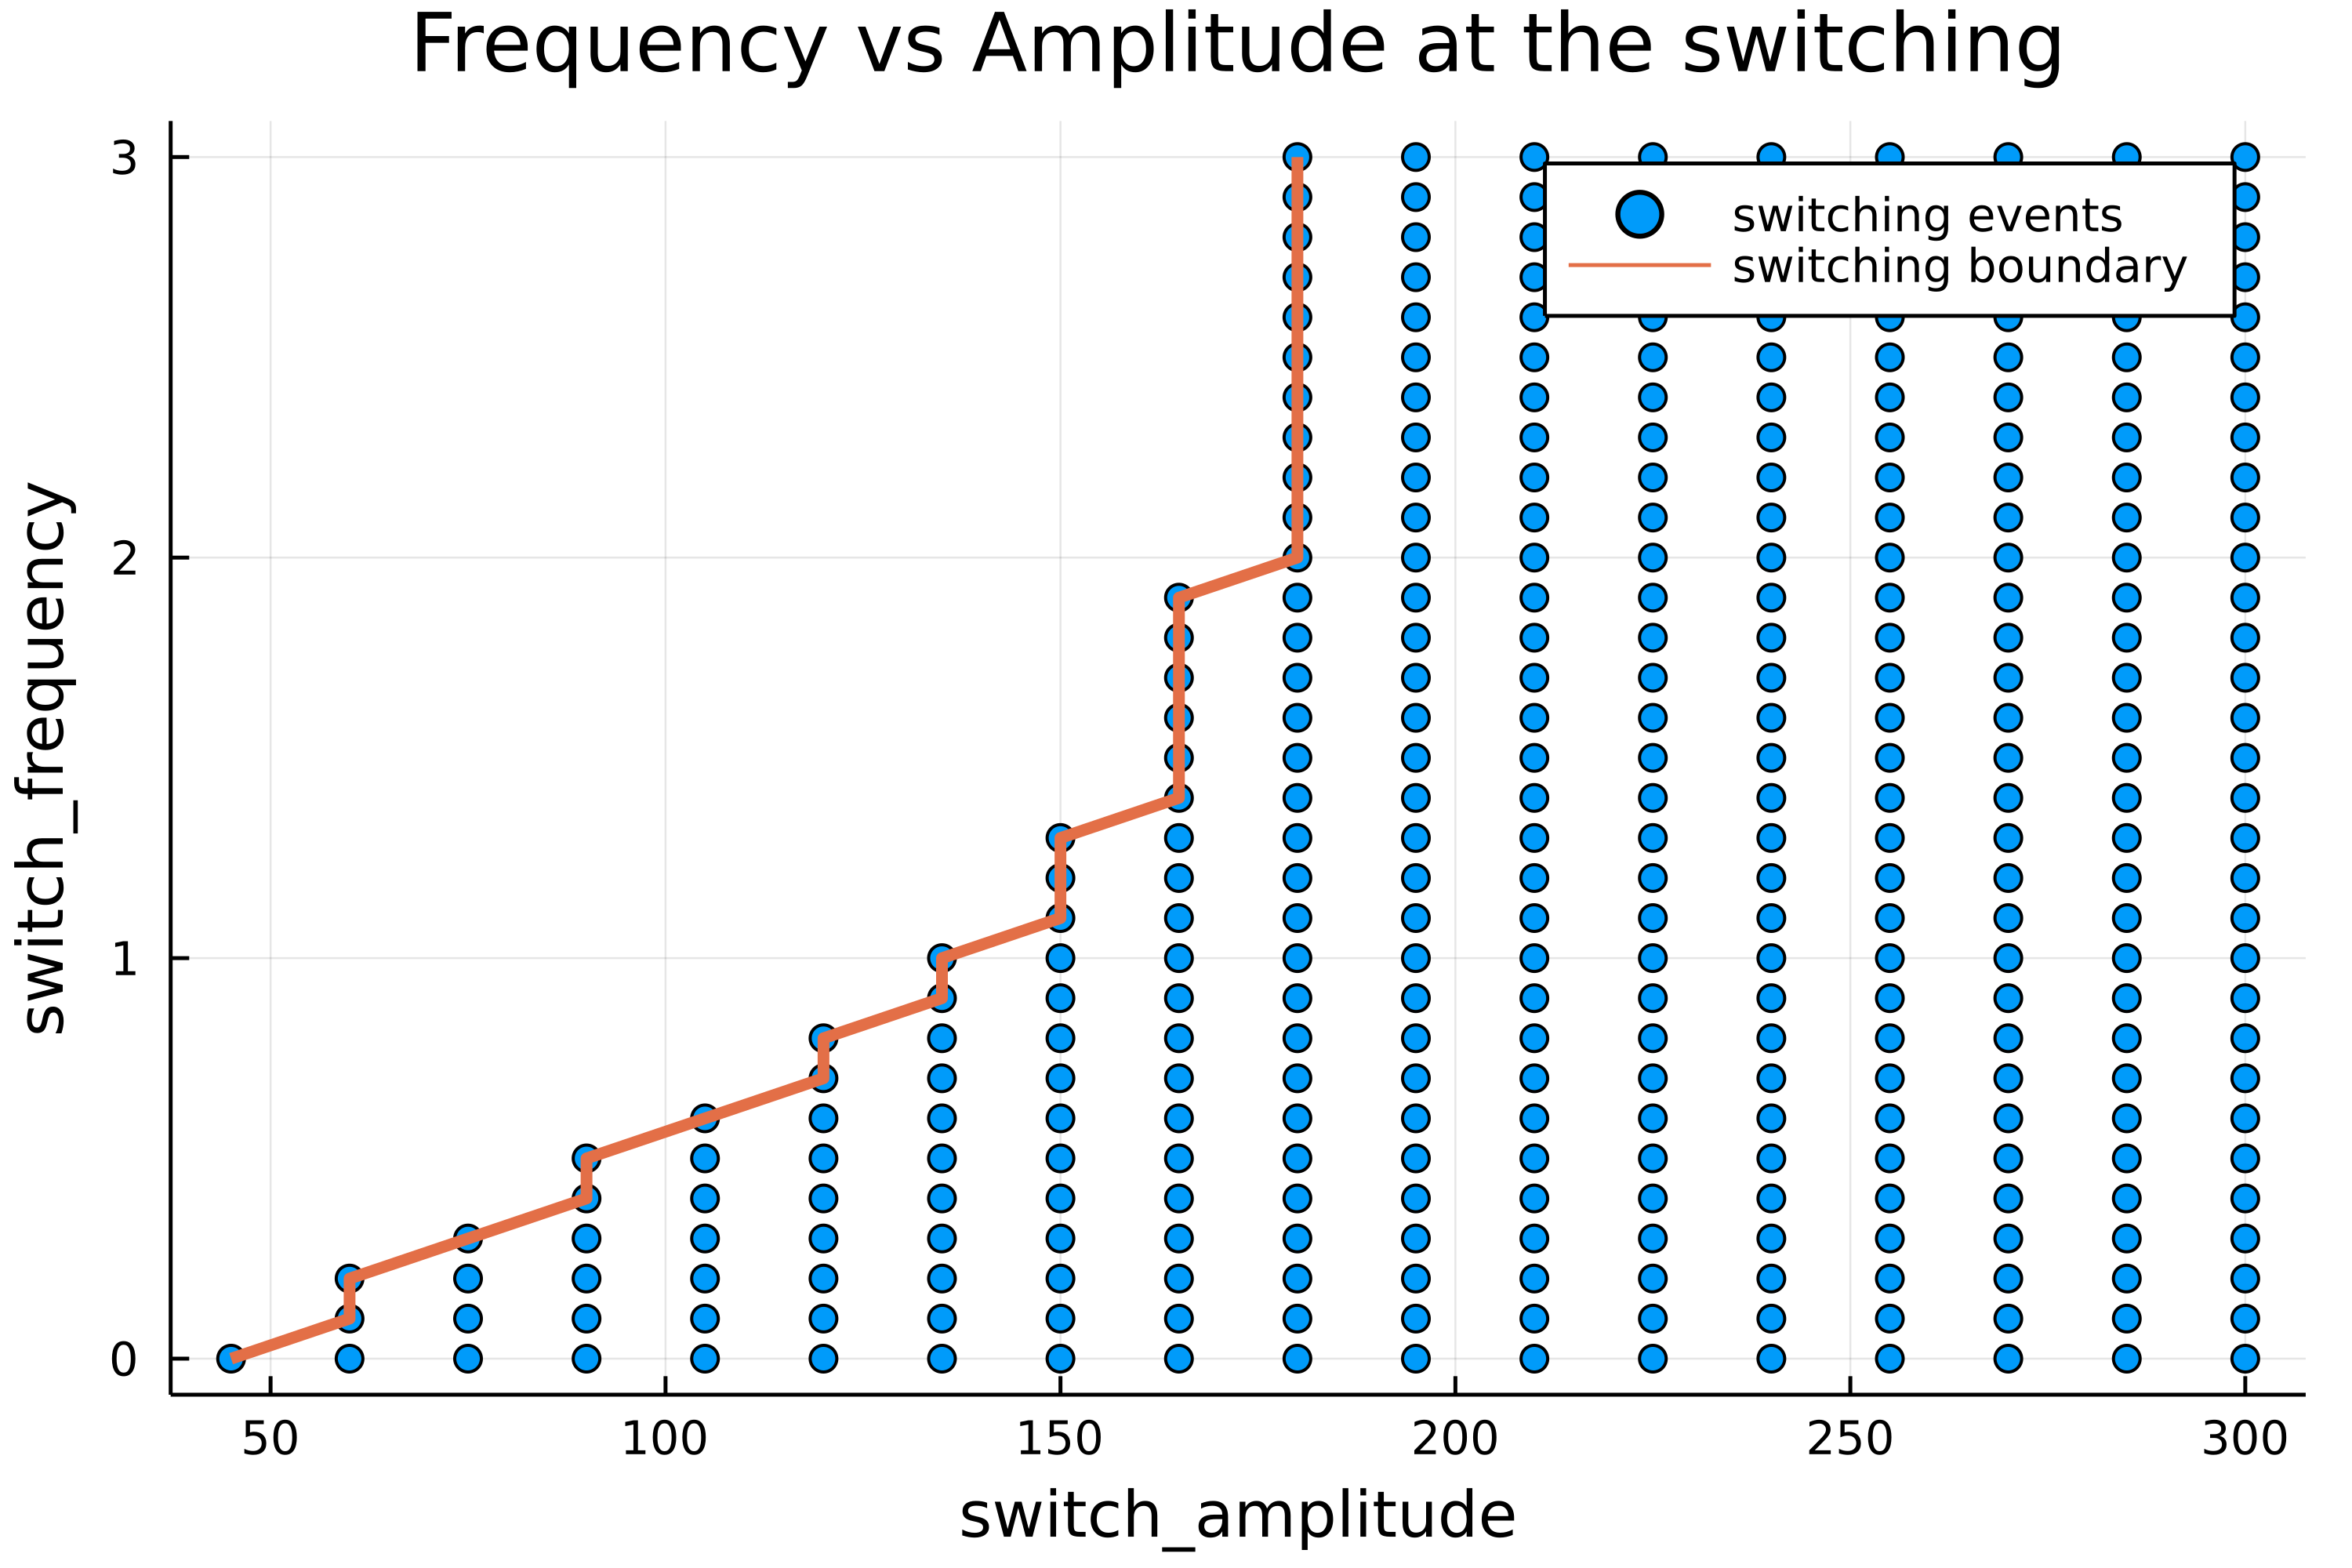 Frequency vs Amplitude at the switching
switching events
switching boundary
switch_frequency
3
2
1
0
50 100 150 200 250 300
switch_amplitude